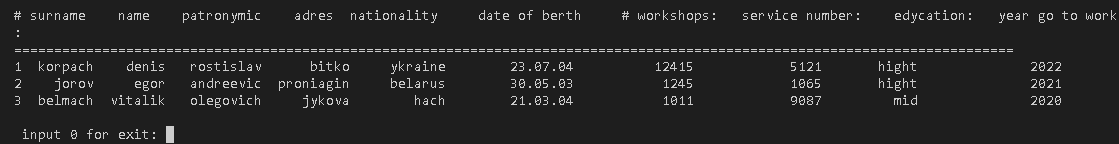 # surname name patronymic adres nationality date of berth # workshops: service number: edycation: year go to work
:
================================================================================================================================
1 korpach denis rostislav bitko ykraine 23.07.04 12415 5121 hight 2022
2 jorov egor andreevic proniagin belarus 30.05.03 1245 1065 hight 2021
3 belmach vitalik olegovich jykova hach 21.03.04 1011 9087 mid 2020
input 0 for exit: